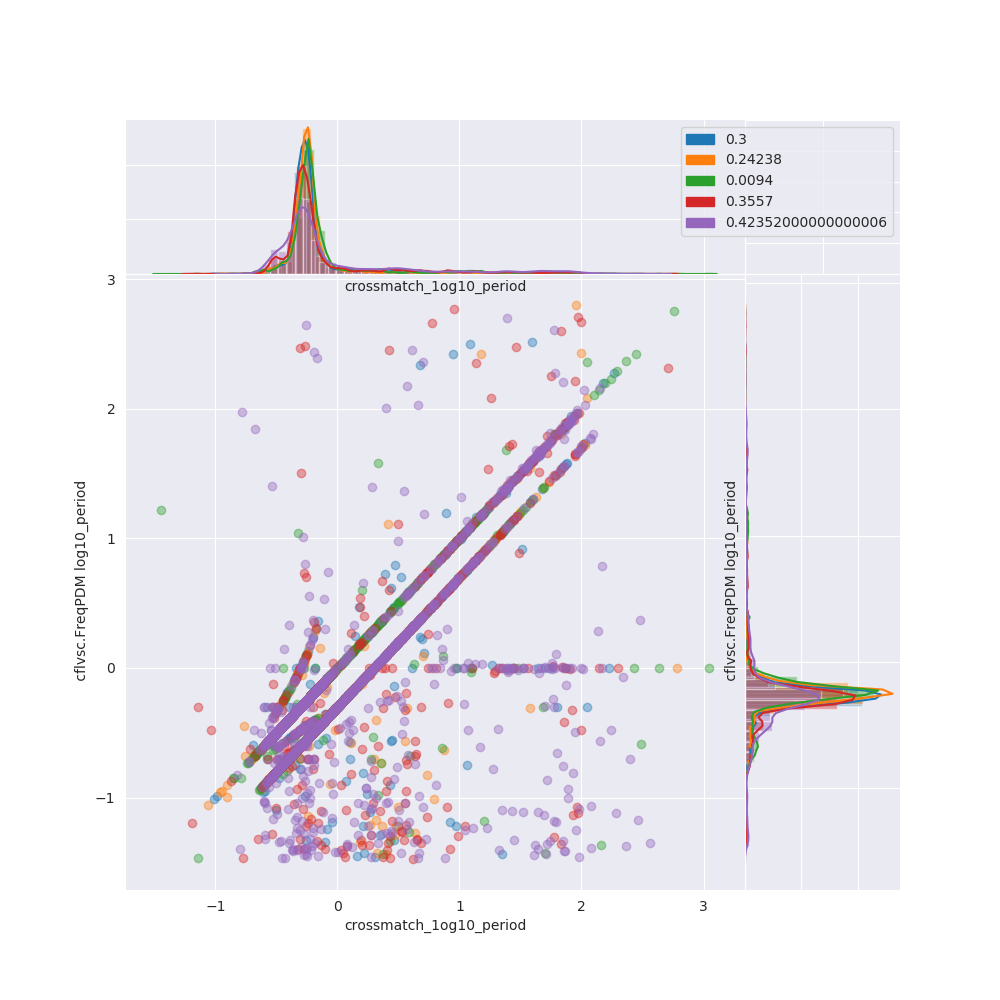 0.3
0.24238
0.0094
0.3557
0.42352000000000006
crossmatch_1og10_period
3
2
1
0
−1
cflvsc.FreqPDM log10_period
cflvsc.FreqPDM log10_period
−1 0 1 2 3
crossmatch_1og10_period